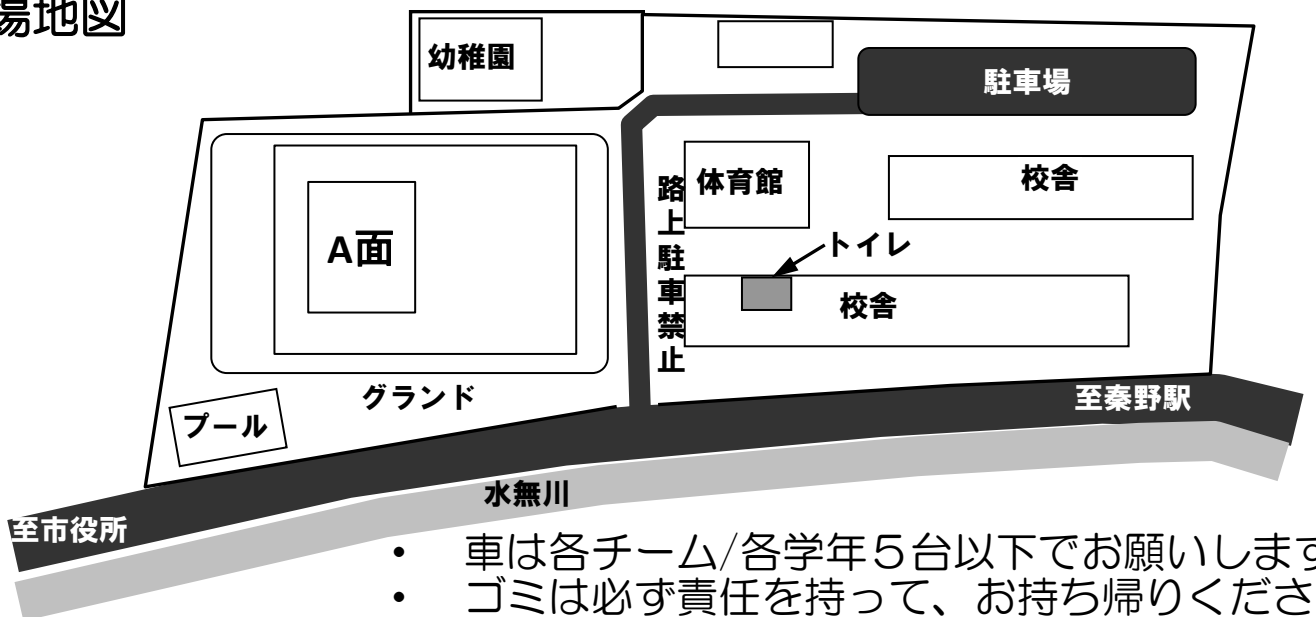 場地図
幼稚園
駐車場
体育館
校舎
路上駐車禁止
A面
トイレ
校舎
グランド
プール
至秦野駅
水無川
至市役所
• 車は各チーム/各学年５台以下でお願いします
• ゴミは必ず責任を持って、お持ち帰りくださ